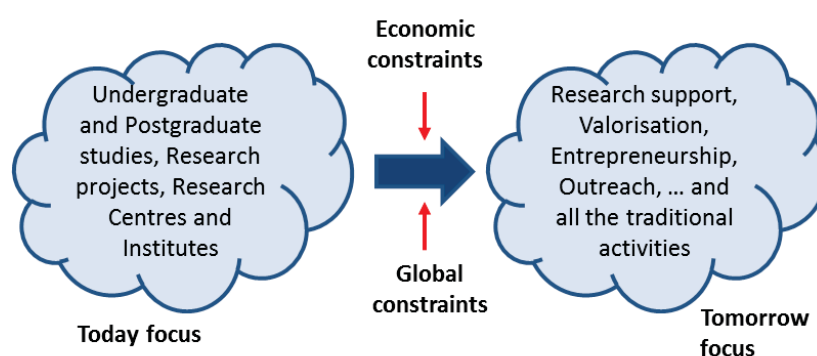 Economic
constraints
Undergraduate
and Postgraduate
studies, Research
projects, Research
Centres and
Institutes
Research support,
Valorisation,
Entrepreneurship,
Outreach, ... and
all the traditional
activities
Global
constraints
Today focus
Tomorrow
focus